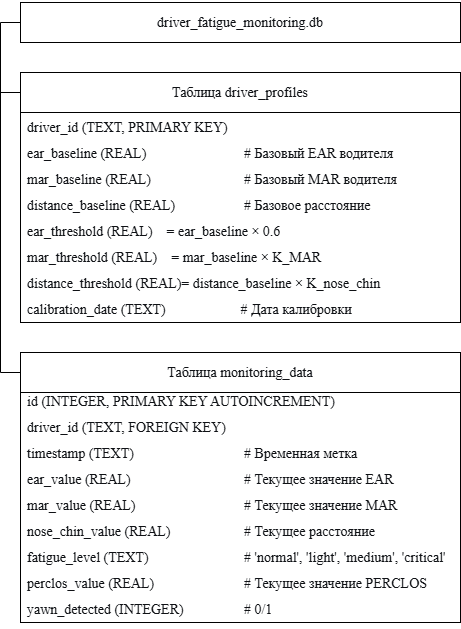 driver_fatigue_monitoring.db
Таблица driver_profiles
driver_id (TEXT, PRIMARY KEY)
ear_baseline (REAL) # Базовый EAR водителя
mar_baseline (REAL) # Базовый MAR водителя
distance_baseline (REAL) # Базовое расстояние
ear_threshold (REAL) = ear_baseline × 0.6
mar_threshold (REAL) = mar_baseline × K_MAR
distance_threshold (REAL)= distance_baseline × K_nose_chin
calibration_date (TEXT) # Дата калибровки
Таблица monitoring_data
id (INTEGER, PRIMARY KEY AUTOINCREMENT)
driver_id (TEXT, FOREIGN KEY)
timestamp (TEXT) # Временная метка
ear_value (REAL) # Текущее значение EAR
mar_value (REAL) # Текущее значение MAR
nose_chin_value (REAL) # Текущее расстояние
fatigue_level (TEXT) # 'normal', 'light', 'medium', 'critical'
perclos_value (REAL) # Текущее значение PERCLOS
yawn_detected (INTEGER) # 0/1